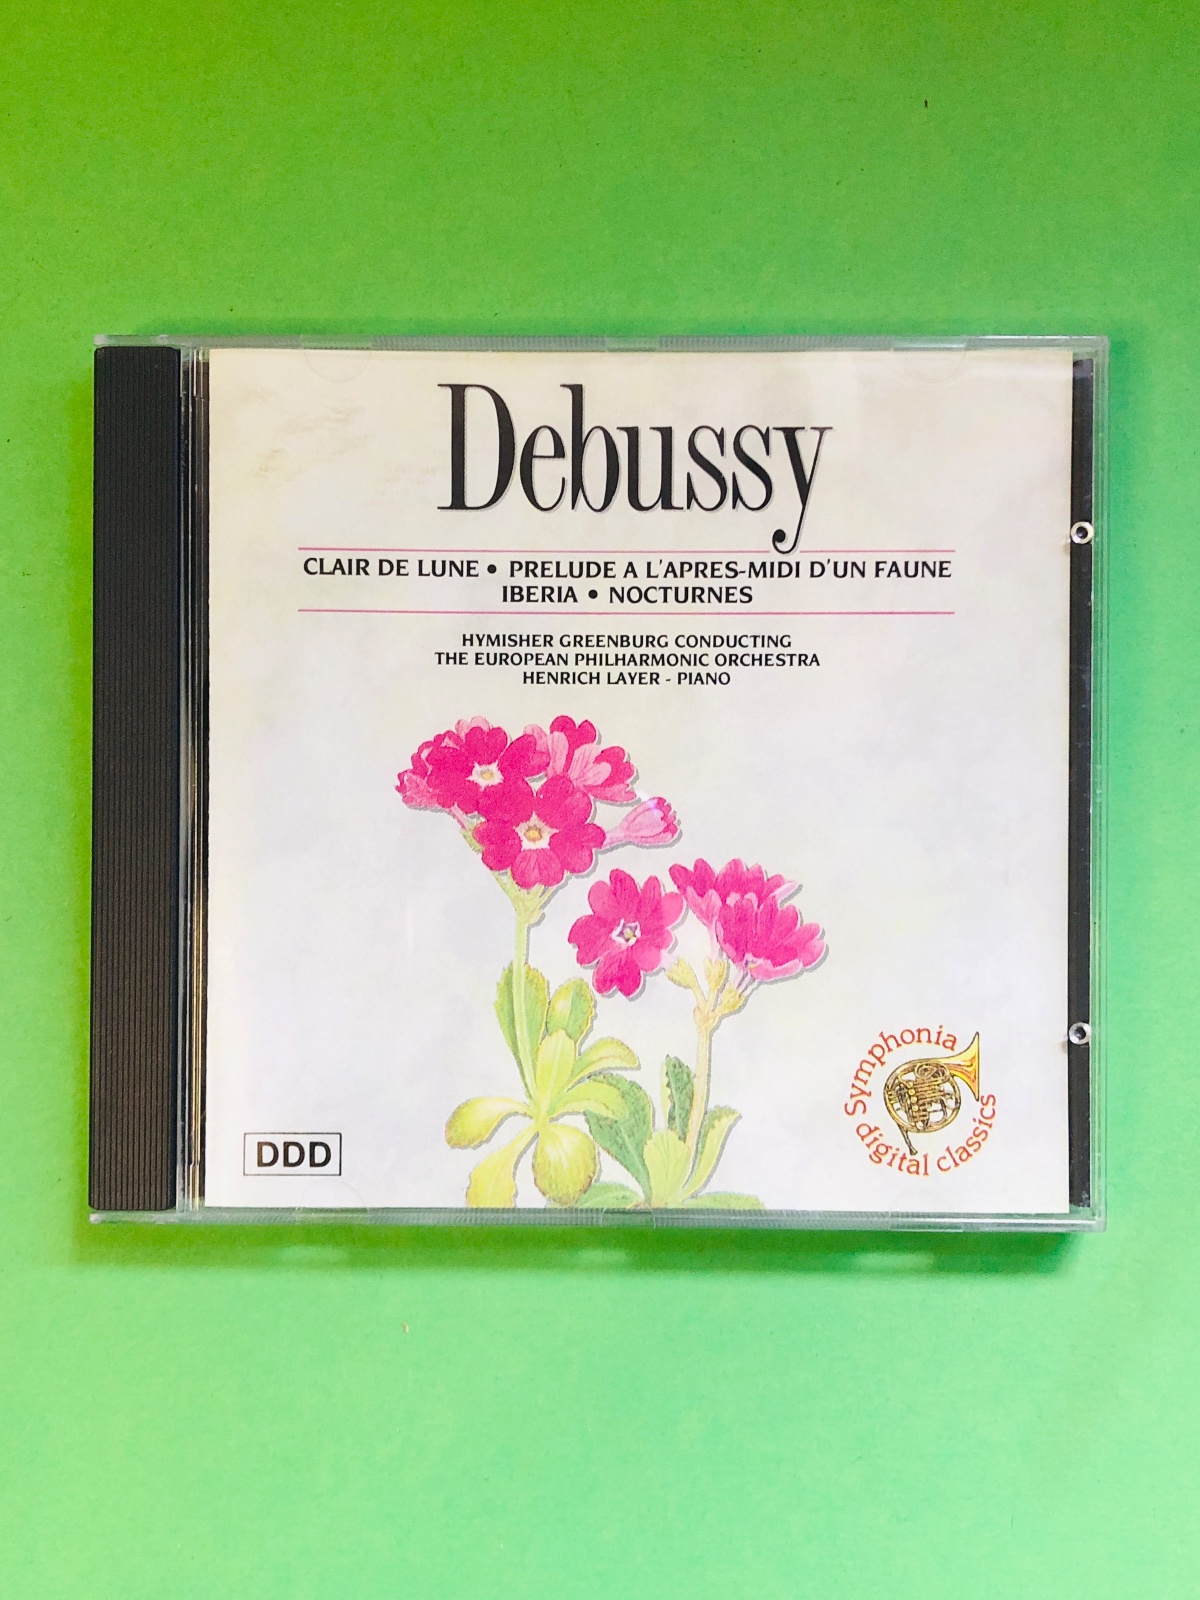 Debussy
CLAIR DE LUNE • PRELUDE A L'APRES-MIDI D'UN FAUNE
IBERIA • NOCTURNES
HYMISHER GREENBURG CONDUCTING
THE EUROPEAN PHILHARMONIC ORCHESTRA
HENRICH LAYER - PIANO
Symphonia
digital classics
DDD